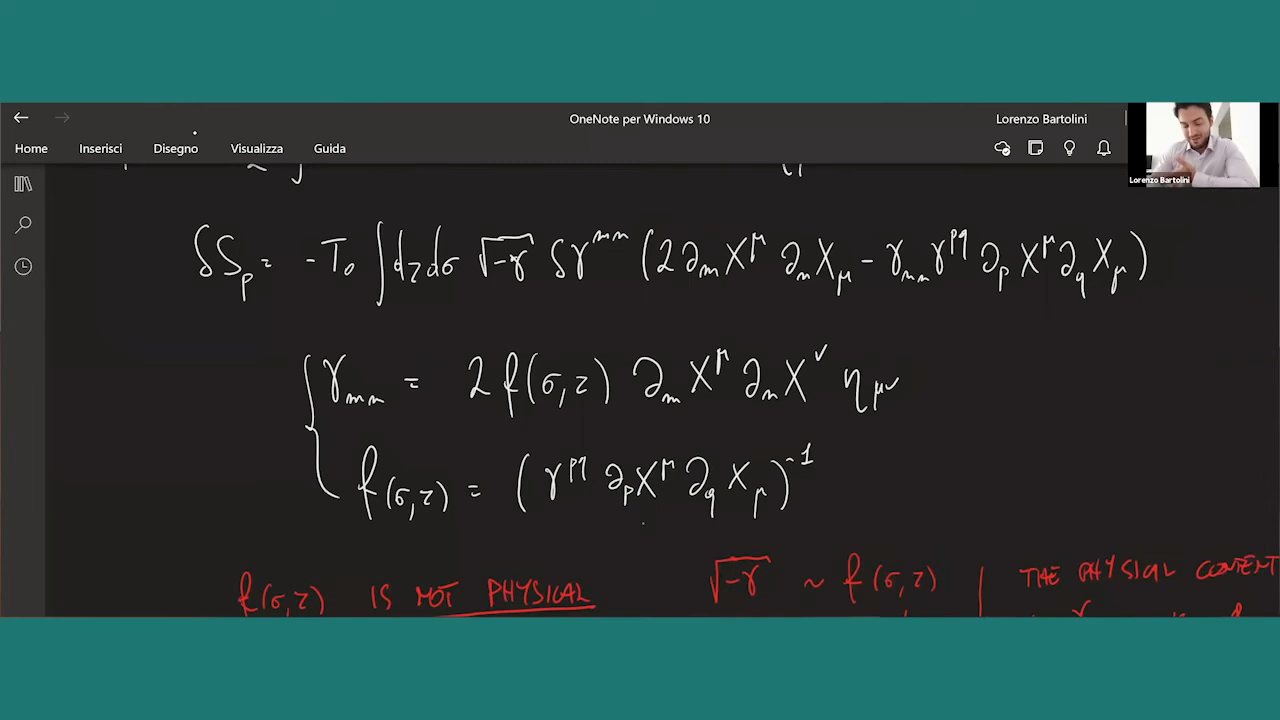 OneNote per Windows 10
Lorenzo Bartolini
Home Inserisci Disegno Visualizza Guida
Lorenzo Bartolini
δS_p = -T₀ ∫dτdσ √-γ δγ^{mn} (2 ∂_m X^μ ∂_n X_μ - γ_{mn} γ^{pq} ∂_p X^μ ∂_q X_μ)
{ γ_{mn} = 2 f(σ,τ) ∂_m X^μ ∂_n X^ν η_{μν}
f(σ,τ) = (γ^{pq} ∂_p X^μ ∂_q X_μ)^{-1}
f(σ,τ) IS NOT PHYSICAL √-γ ~ f(σ,τ) | THE PHYSICAL CONTENT